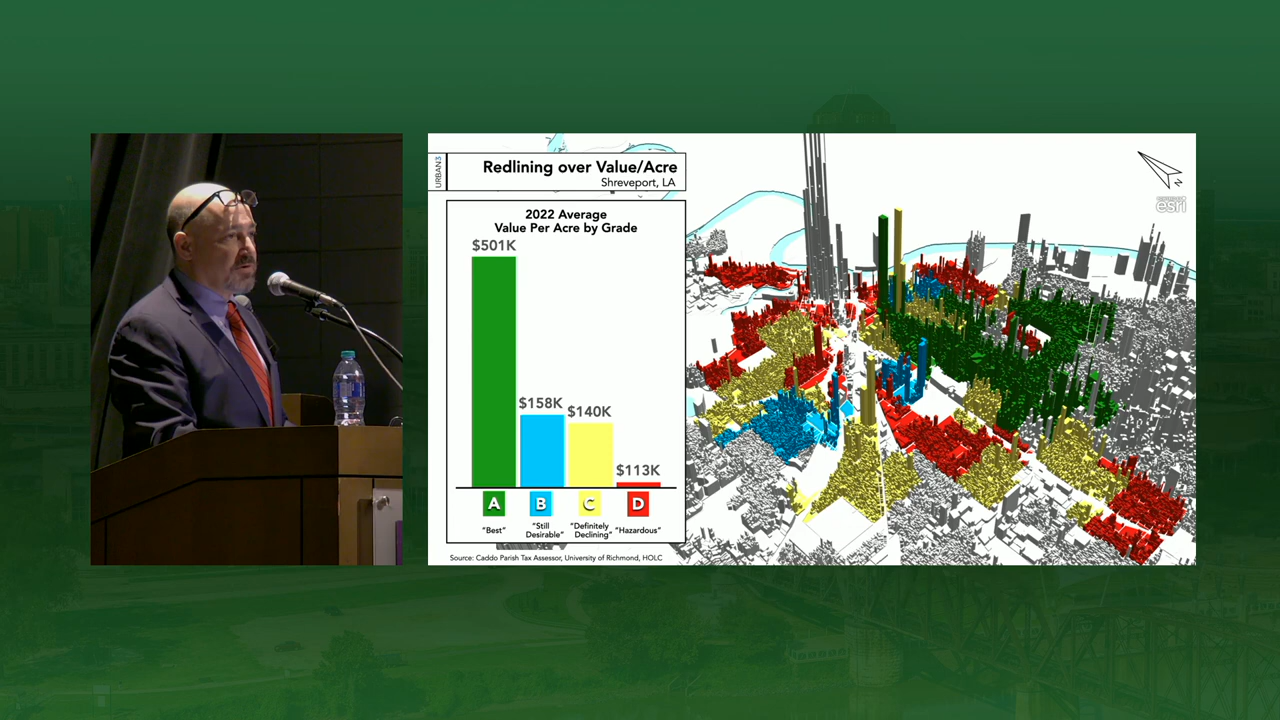 URBAN3
Redlining over Value/Acre
Shreveport, LA
2022 Average
Value Per Acre by Grade
$501K
$158K
$140K
$113K
A
B
C
D
"Best"
"Still
Desirable"
"Definitely
Declining"
"Hazardous"
Source: Caddo Parish Tax Assessor, University of Richmond, HOLC
N
esri